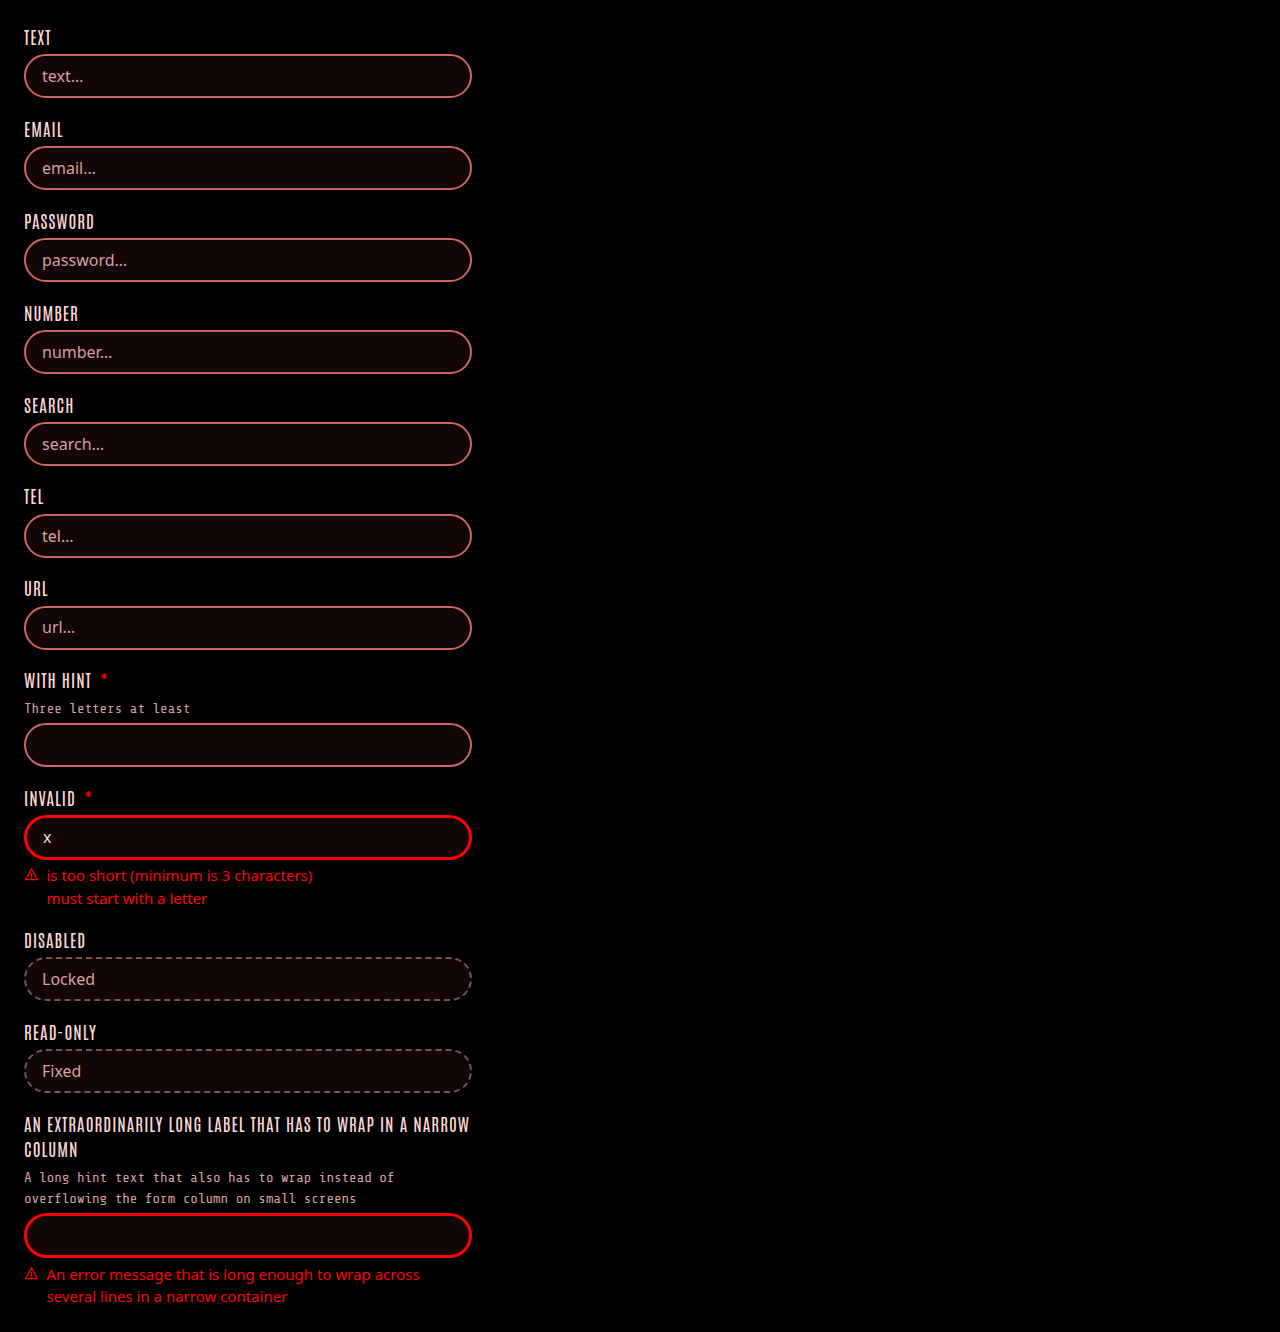 TEXT
text...
EMAIL
email...
PASSWORD
password...
NUMBER
number...
SEARCH
search...
TEL
tel...
URL
url...
WITH HINT *
Three letters at least
INVALID *
x
⚠ is too short (minimum is 3 characters)
must start with a letter
DISABLED
Locked
READ-ONLY
Fixed
AN EXTRAORDINARILY LONG LABEL THAT HAS TO WRAP IN A NARROW
COLUMN
A long hint text that also has to wrap instead of
overflowing the form column on small screens
⚠ An error message that is long enough to wrap across
several lines in a narrow container